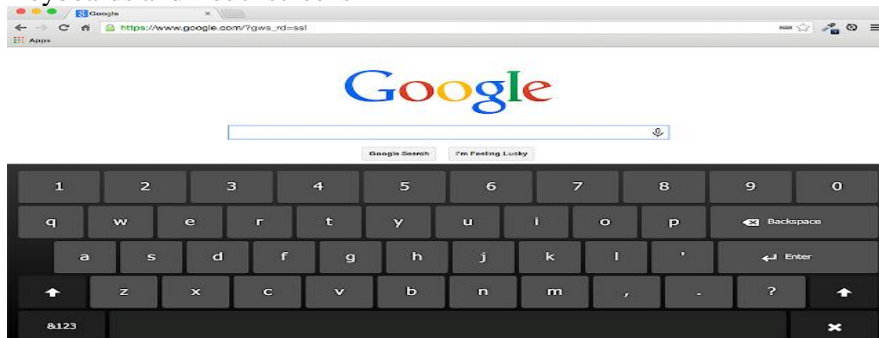 Google
https://www.google.com/?gws_rd=ssl
Apps
Google
Google Search I'm Feeling Lucky
1 2 3 4 5 6 7 8 9 0
q w e r t y u i o p Backspace
a s d f g h j k l ' Enter
z x c v b n m , . ?
&123